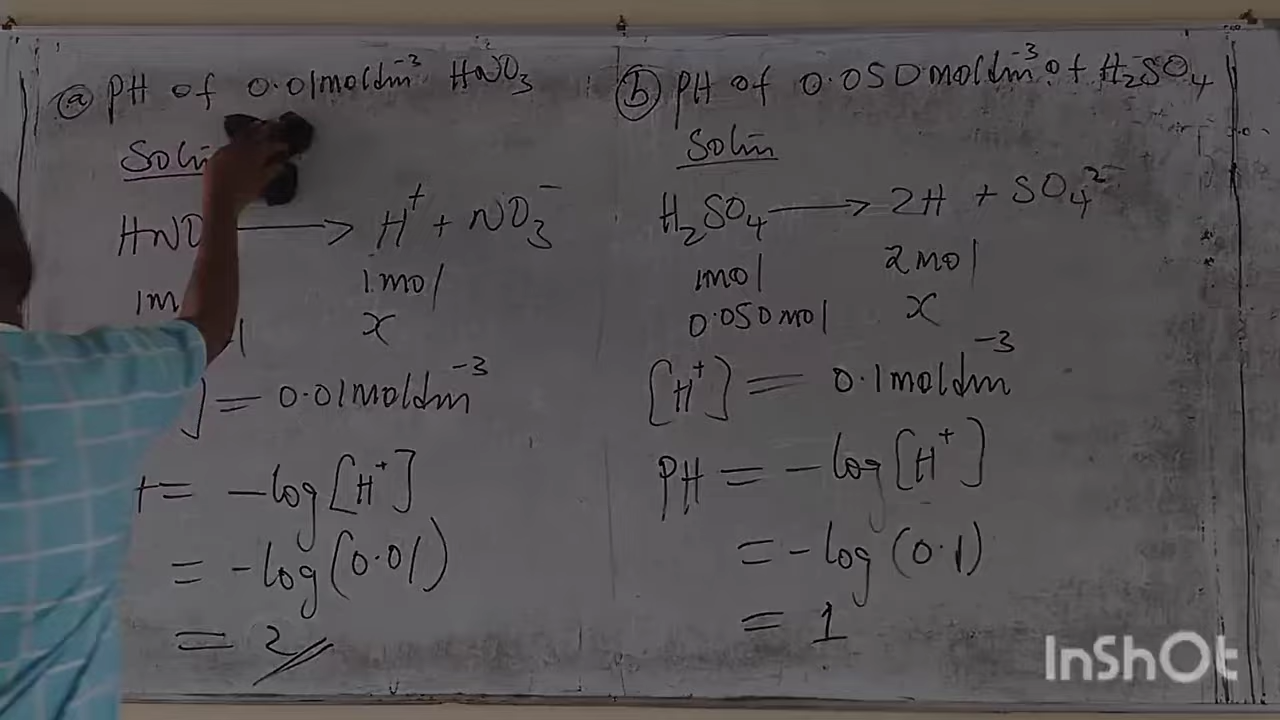 (a) PH of 0.01moldm⁻³ HNO₃
Soln
HNO ⟶ H⁺ + NO₃⁻
1m 1mol
x
] = 0.01moldm⁻³
= -log[H⁺]
= -log(0.01)
= 2
(b) PH of 0.050moldm⁻³ of H₂SO₄
Soln
H₂SO₄ ⟶ 2H + SO₄²⁻
1mol 2mol
0.050mol x
[H⁺] = 0.1moldm⁻³
PH = -log[H⁺]
= -log(0.1)
= 1
InShOt